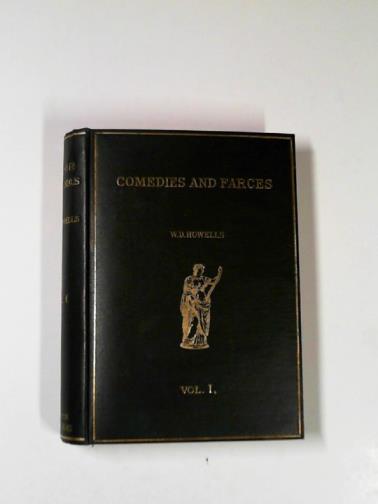 COMEDIES AND FARCES
W.D.HOWELLS
VOL. I,